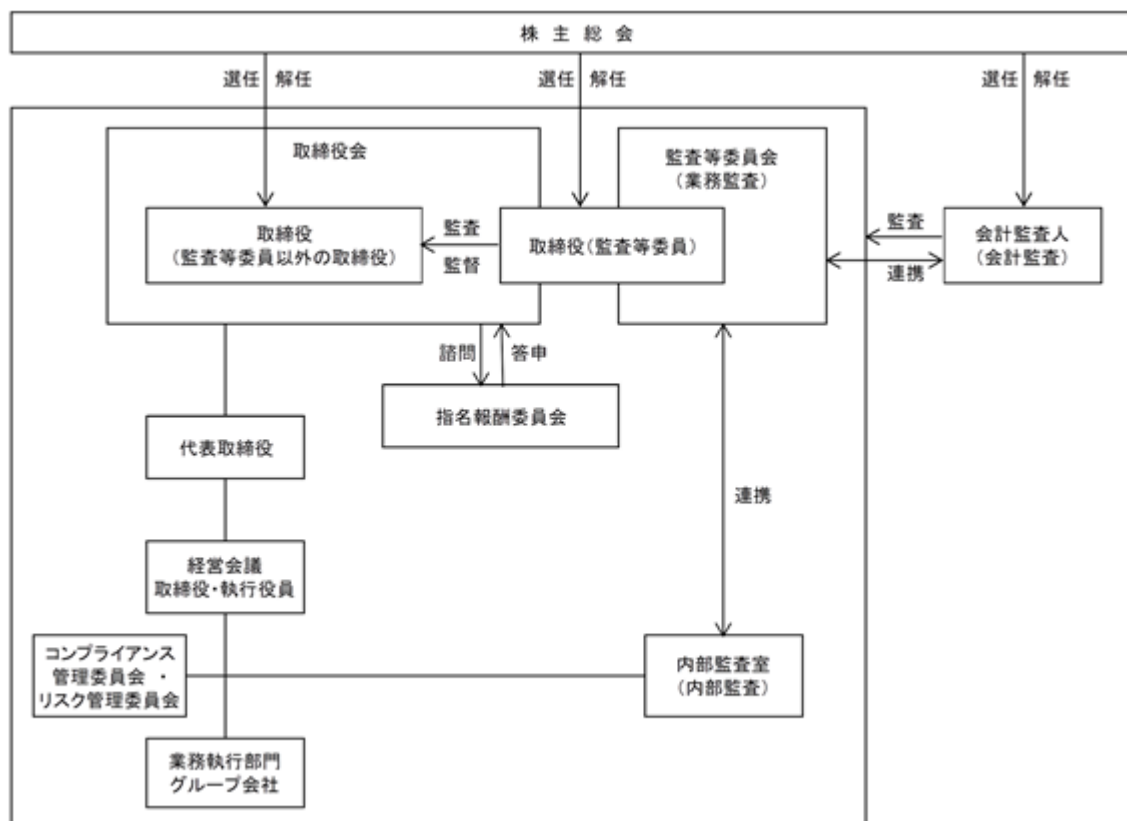 株 主 総 会
選任 解任
選任 解任
選任 解任
取締役会
監査等委員会
(業務監査)
取締役
(監査等委員以外の取締役)
監査
監督
取締役(監査等委員)
監査
連携
会計監査人
(会計監査)
諮問
答申
指名報酬委員会
代表取締役
連携
経営会議
取締役・執行役員
コンプライアンス
管理委員会 ・
リスク管理委員会
内部監査室
(内部監査)
業務執行部門
グループ会社